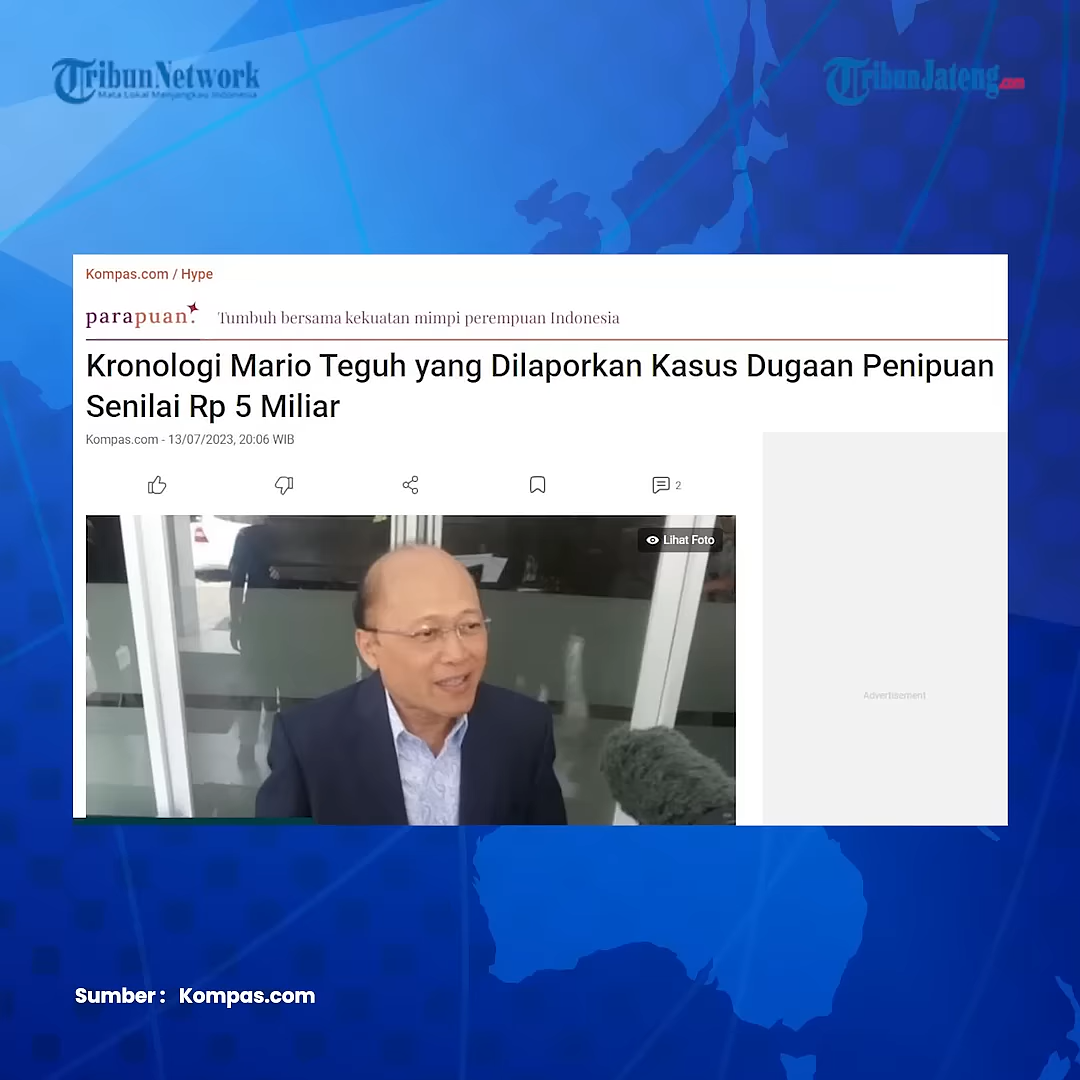 TribunNetwork
Mata Lokal Menjangkau Indonesia
TribunJateng.com
Kompas.com / Hype
parapuan.
Tumbuh bersama kekuatan mimpi perempuan Indonesia
Kronologi Mario Teguh yang Dilaporkan Kasus Dugaan Penipuan
Senilai Rp 5 Miliar
Kompas.com - 13/07/2023, 20:06 WIB
2
Lihat Foto
Advertisement
Sumber : Kompas.com